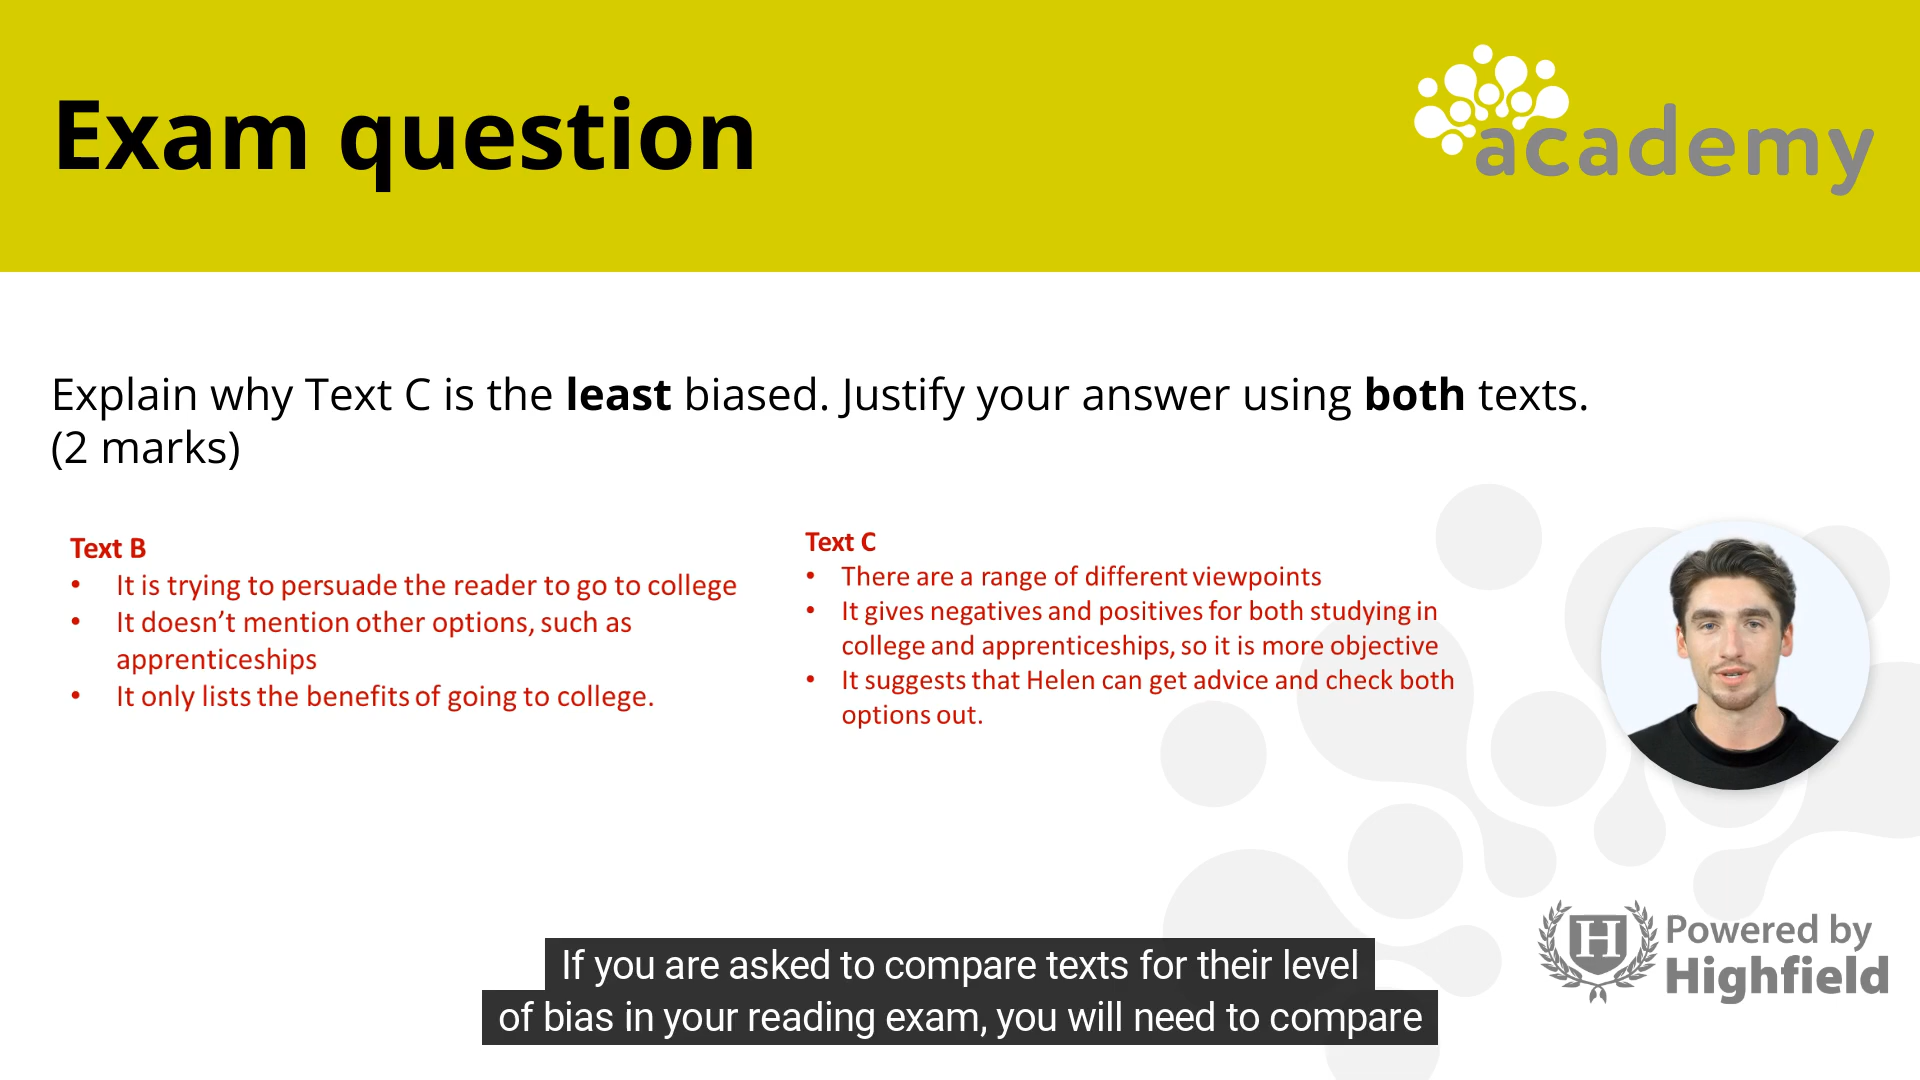 Exam question
academy
Explain why Text C is the least biased. Justify your answer using both texts.
(2 marks)
Text B
• It is trying to persuade the reader to go to college
• It doesn’t mention other options, such as
apprenticeships
• It only lists the benefits of going to college.
Text C
• There are a range of different viewpoints
• It gives negatives and positives for both studying in
college and apprenticeships, so it is more objective
• It suggests that Helen can get advice and check both
options out.
H
Powered by
Highfield
If you are asked to compare texts for their level
of bias in your reading exam, you will need to compare